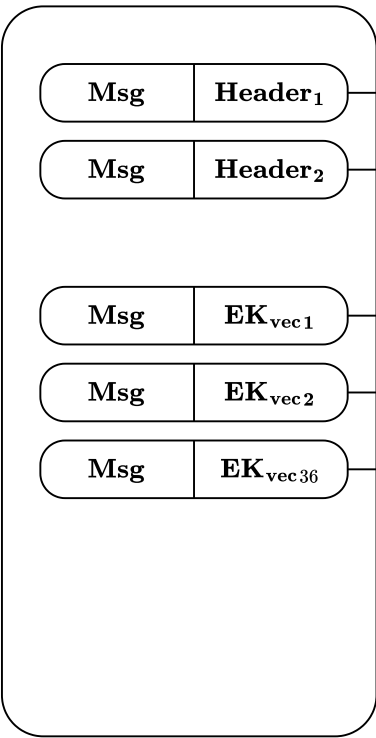 Msg Header₁
Msg Header₂
Msg EKvec1
Msg EKvec2
Msg EKvec36